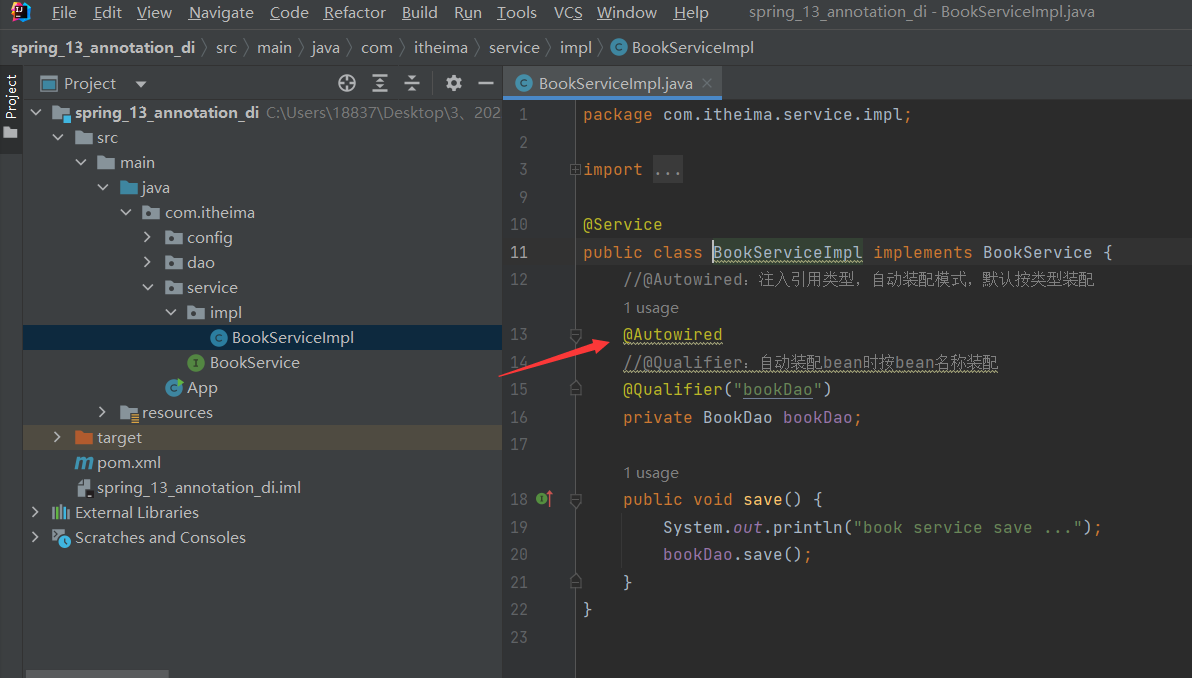 File Edit View Navigate Code Refactor Build Run Tools VCS Window Help spring_13_annotation_di - BookServiceImpl.java
spring_13_annotation_di src main java com itheima service impl BookServiceImpl
Project
Project
BookServiceImpl.java
spring_13_annotation_di C:\Users\18837\Desktop\3、202
src
main
java
com.itheima
config
dao
service
impl
BookServiceImpl
BookService
App
resources
target
pom.xml
spring_13_annotation_di.iml
External Libraries
Scratches and Consoles
1 package com.itheima.service.impl;
2
3 import ...
9
10 @Service
11 public class BookServiceImpl implements BookService {
12 //@Autowired：注入引用类型，自动装配模式，默认按类型装配
1 usage
13 @Autowired
14 //@Qualifier：自动装配bean时按bean名称装配
15 @Qualifier("bookDao")
16 private BookDao bookDao;
17
1 usage
18 public void save() {
19 System.out.println("book service save ...");
20 bookDao.save();
21 }
22 }
23